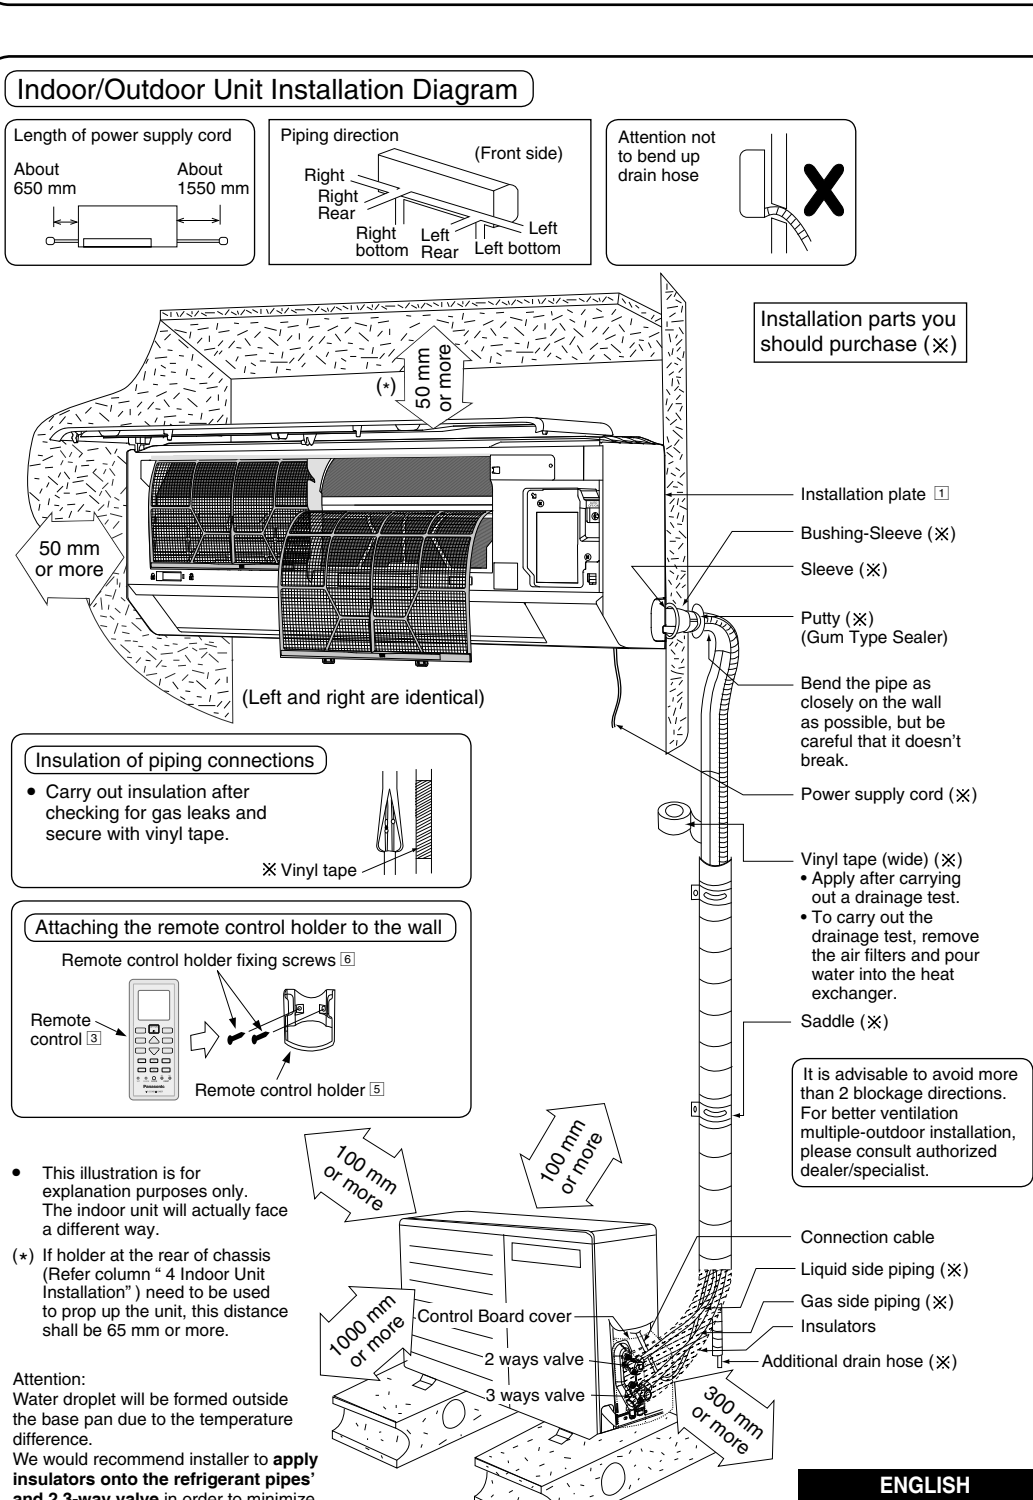 Indoor/Outdoor Unit Installation Diagram
Length of power supply cord
About
650 mm
About
1550 mm
Piping direction
(Front side)
Right
Right
Rear
Right
bottom
Left
Rear
Left
Left bottom
Attention not
to bend up
drain hose
Installation parts you
should purchase (※)
(*)
50 mm
or more
50 mm
or more
(Left and right are identical)
Installation plate 1
Bushing-Sleeve (※)
Sleeve (※)
Putty (※)
(Gum Type Sealer)
Bend the pipe as
closely on the wall
as possible, but be
careful that it doesn't
break.
Power supply cord (※)
Vinyl tape (wide) (※)
• Apply after carrying
out a drainage test.
• To carry out the
drainage test, remove
the air filters and pour
water into the heat
exchanger.
Saddle (※)
Insulation of piping connections
• Carry out insulation after
checking for gas leaks and
secure with vinyl tape.
※ Vinyl tape
Attaching the remote control holder to the wall
Remote control holder fixing screws 6
Remote
control 3
Panasonic
Remote control holder 5
It is advisable to avoid more
than 2 blockage directions.
For better ventilation
multiple-outdoor installation,
please consult authorized
dealer/specialist.
• This illustration is for
explanation purposes only.
The indoor unit will actually face
a different way.
(*) If holder at the rear of chassis
(Refer column “ 4 Indoor Unit
Installation” ) need to be used
to prop up the unit, this distance
shall be 65 mm or more.
100 mm
or more
100 mm
or more
1000 mm
or more
300 mm
or more
Control Board cover
2 ways valve
3 ways valve
Connection cable
Liquid side piping (※)
Gas side piping (※)
Insulators
Additional drain hose (※)
Attention:
Water droplet will be formed outside
the base pan due to the temperature
difference.
We would recommend installer to apply
insulators onto the refrigerant pipes’
and 2,3-way valve in order to minimize
ENGLISH